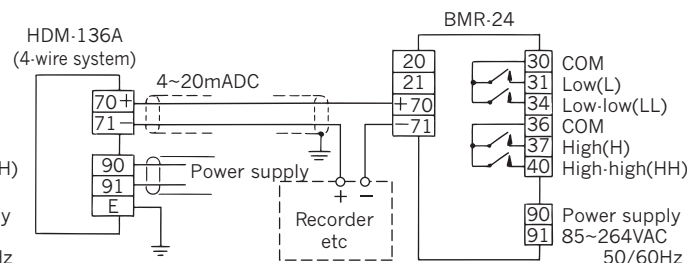 BMR-24
HDM-136A
(4-wire system)
4~20mADC
70+
71−
90
91
E
Power supply
+ −
Recorder
etc
20
21
+70
−71
30 COM
31 Low(L)
34 Low-low(LL)
36 COM
37 High(H)
40 High-high(HH)
90 Power supply
91 85~264VAC
50/60Hz
H)
y
Hz